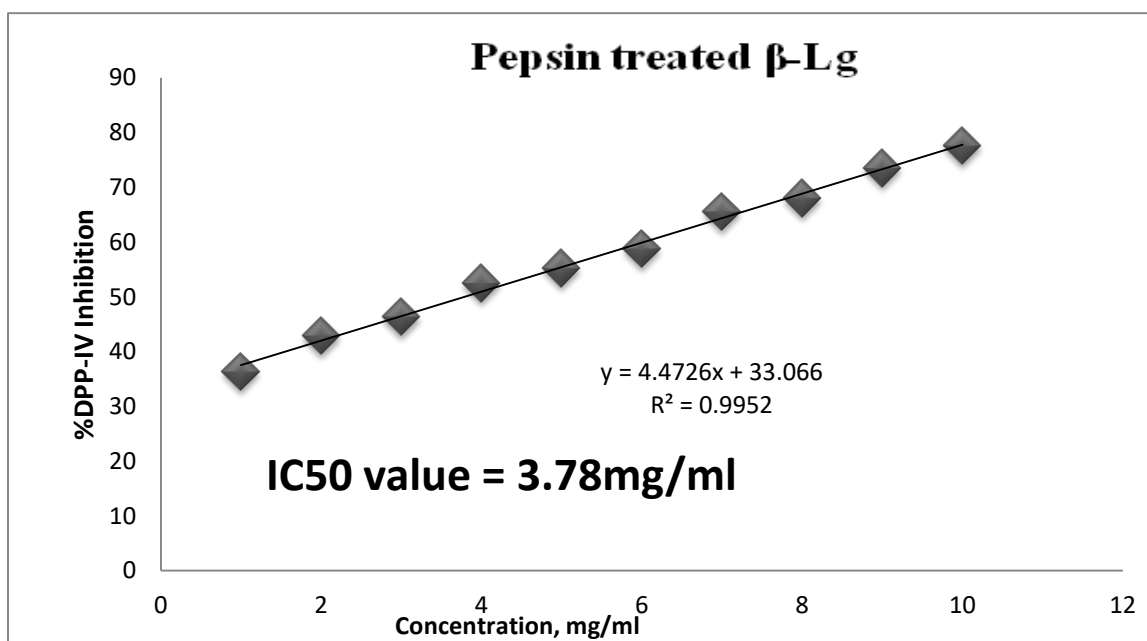 Pepsin treated β-Lg
90
80
70
60
50
40
30
20
10
0
%DPP-IV Inhibition
y = 4.4726x + 33.066
R² = 0.9952
IC50 value = 3.78mg/ml
0 2 4 6 8 10 12
Concentration, mg/ml